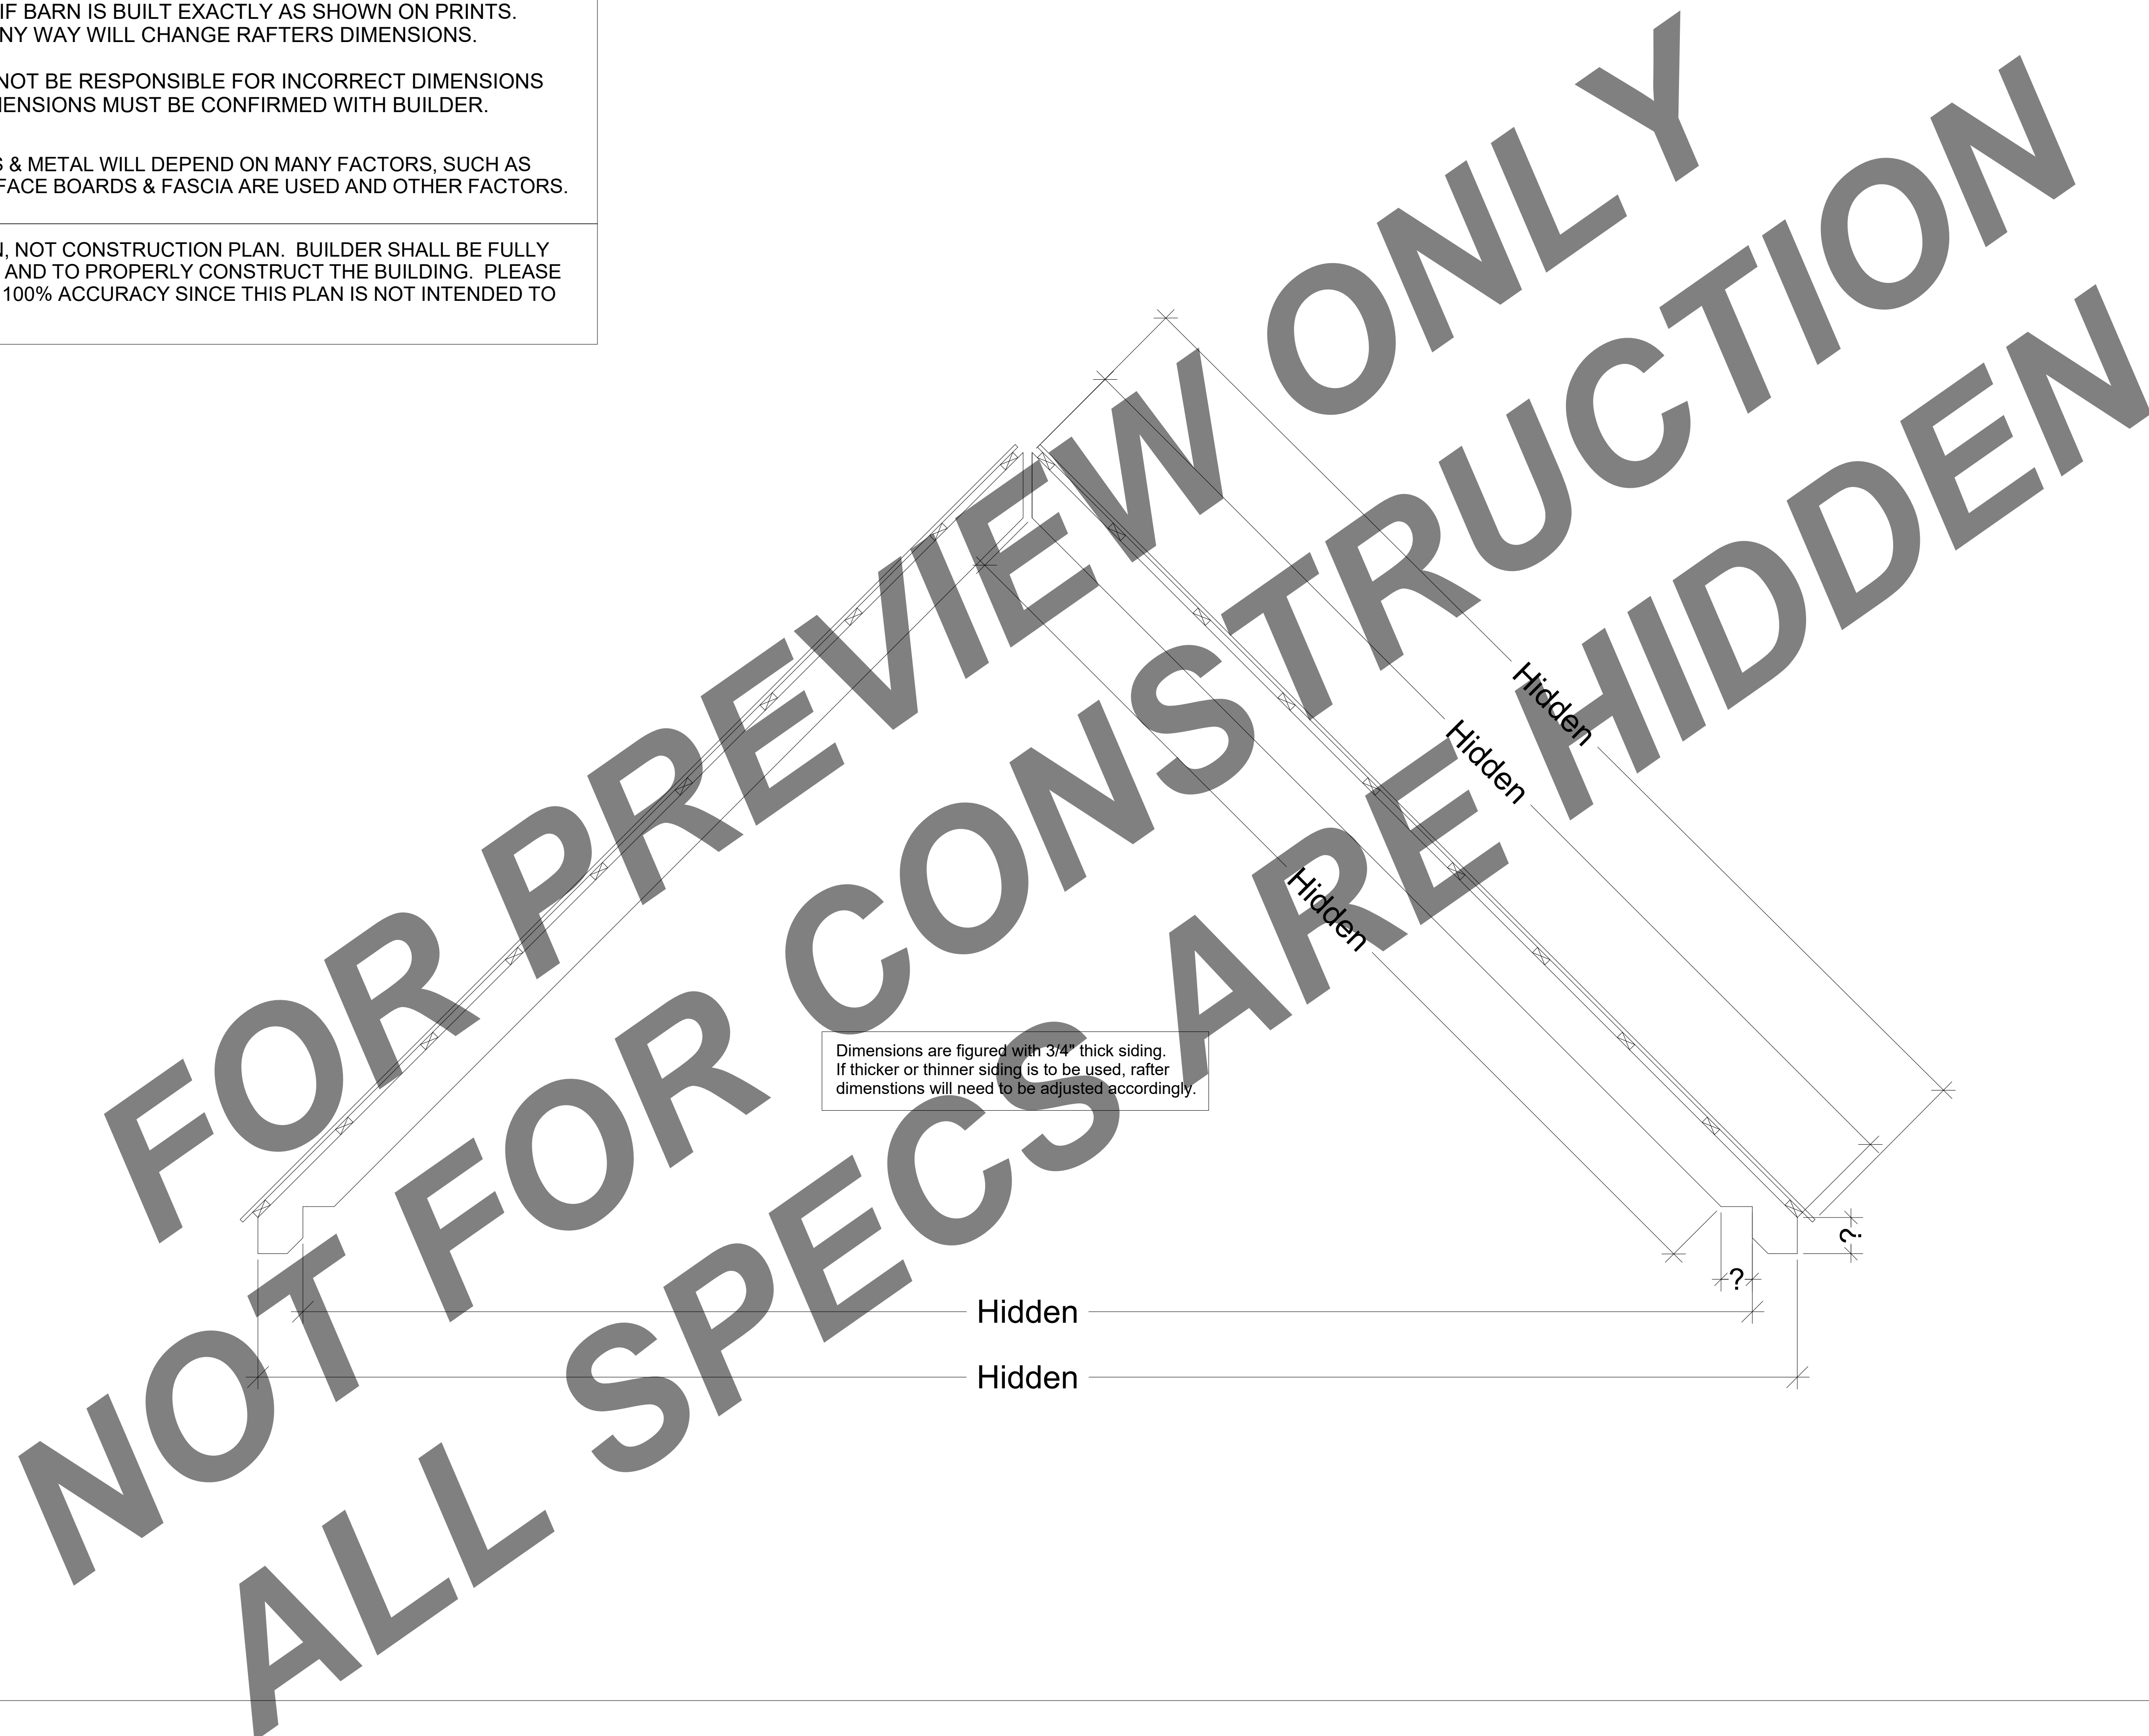 IF BARN IS BUILT EXACTLY AS SHOWN ON PRINTS.
NY WAY WILL CHANGE RAFTERS DIMENSIONS.
NOT BE RESPONSIBLE FOR INCORRECT DIMENSIONS
IENSIONS MUST BE CONFIRMED WITH BUILDER.
S & METAL WILL DEPEND ON MANY FACTORS, SUCH AS
FACE BOARDS & FASCIA ARE USED AND OTHER FACTORS.
N, NOT CONSTRUCTION PLAN.  BUILDER SHALL BE FULLY
AND TO PROPERLY CONSTRUCT THE BUILDING.  PLEASE
100% ACCURACY SINCE THIS PLAN IS NOT INTENDED TO
FOR PREVIEW ONLY
NOT FOR CONSTRUCTION
ALL SPECS ARE HIDDEN
Hidden
Hidden
Hidden
Dimensions are figured with 3/4" thick siding.
If thicker or thinner siding is to be used, rafter
dimenstions will need to be adjusted accordingly.
?
?
Hidden
Hidden